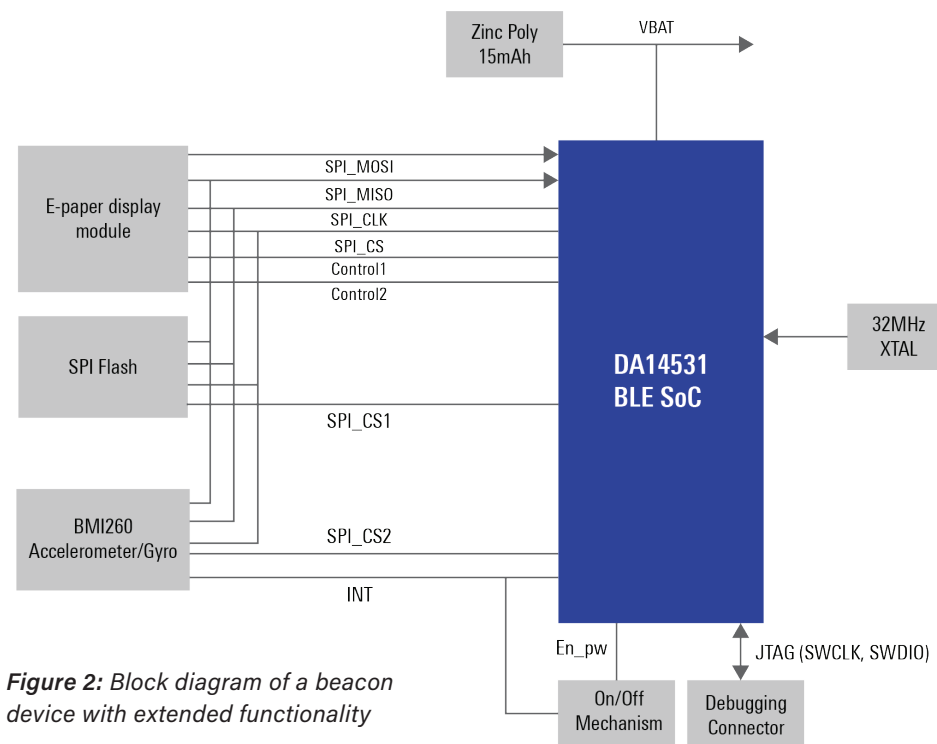 Zinc Poly
15mAh
VBAT
E-paper display
module
SPI_MOSI
SPI_MISO
SPI_CLK
SPI_CS
Control1
Control2
SPI Flash
SPI_CS1
BMI260
Accelerometer/Gyro
SPI_CS2
INT
DA14531
BLE SoC
32MHz
XTAL
En_pw
JTAG (SWCLK, SWDIO)
On/Off
Mechanism
Debugging
Connector
Figure 2: Block diagram of a beacon
device with extended functionality